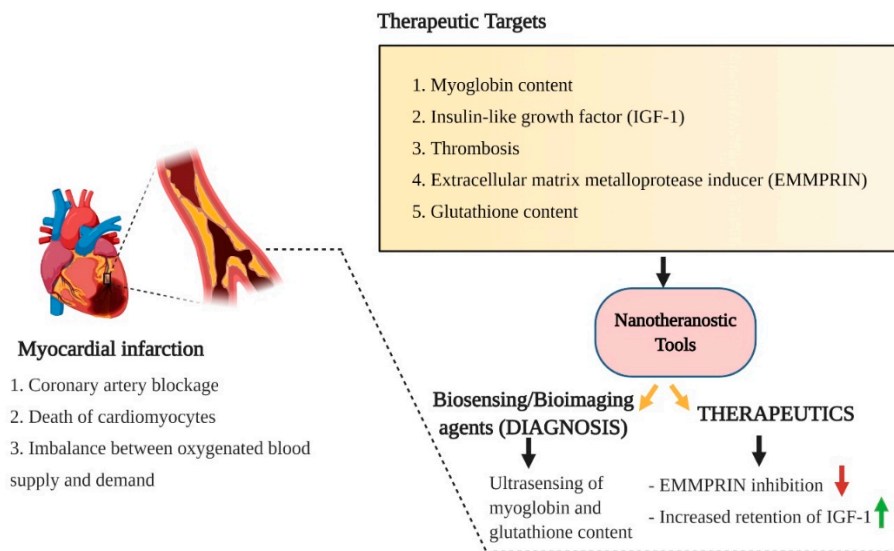 Therapeutic Targets
1. Myoglobin content
2. Insulin-like growth factor (IGF-1)
3. Thrombosis
4. Extracellular matrix metalloprotease inducer (EMMPRIN)
5. Glutathione content
Myocardial infarction
1. Coronary artery blockage
2. Death of cardiomyocytes
3. Imbalance between oxygenated blood
supply and demand
Nanotheranostic
Tools
Biosensing/Bioimaging
agents (DIAGNOSIS)
Ultrasensing of
myoglobin and
glutathione content
THERAPEUTICS
- EMMPRIN inhibition
- Increased retention of IGF-1